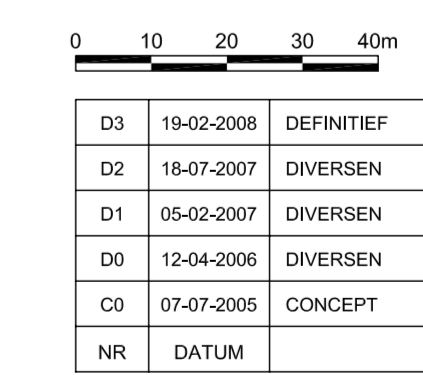 0 10 20 30 40m
D3 19-02-2008 DEFINITIEF
D2 18-07-2007 DIVERSEN
D1 05-02-2007 DIVERSEN
D0 12-04-2006 DIVERSEN
C0 07-07-2005 CONCEPT
NR DATUM